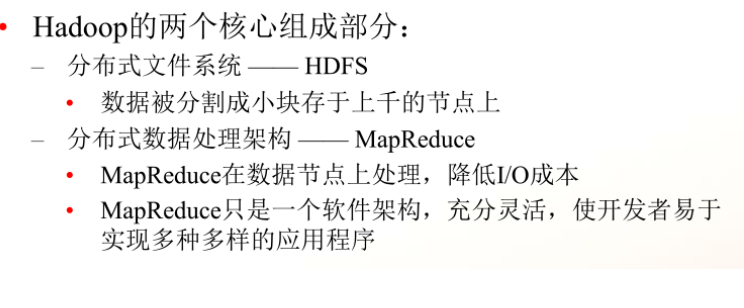 • Hadoop的两个核心组成部分：
– 分布式文件系统 —— HDFS
• 数据被分割成小块存于上千的节点上
– 分布式数据处理架构 —— MapReduce
• MapReduce在数据节点上处理，降低I/O成本
• MapReduce只是一个软件架构，充分灵活，使开发者易于
实现多种多样的应用程序